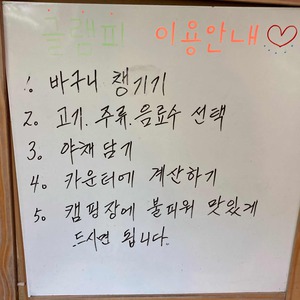 글램피 이용안내♡
1. 바구니 챙기기
2. 고기. 주류. 음료수 선택
3. 야채 담기
4. 카운터에 계산하기
5. 캠핑장에 불피워 맛있게
드시면 됩니다.